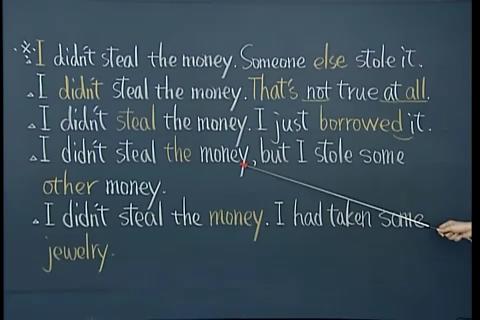 I didn't steal the money. Someone else stole it.
I didn't steal the money. That's not true at all.
I didn't steal the money. I just borrowed it.
I didn't steal the money, but I stole some
other money.
I didn't steal the money. I had taken some
jewelry.